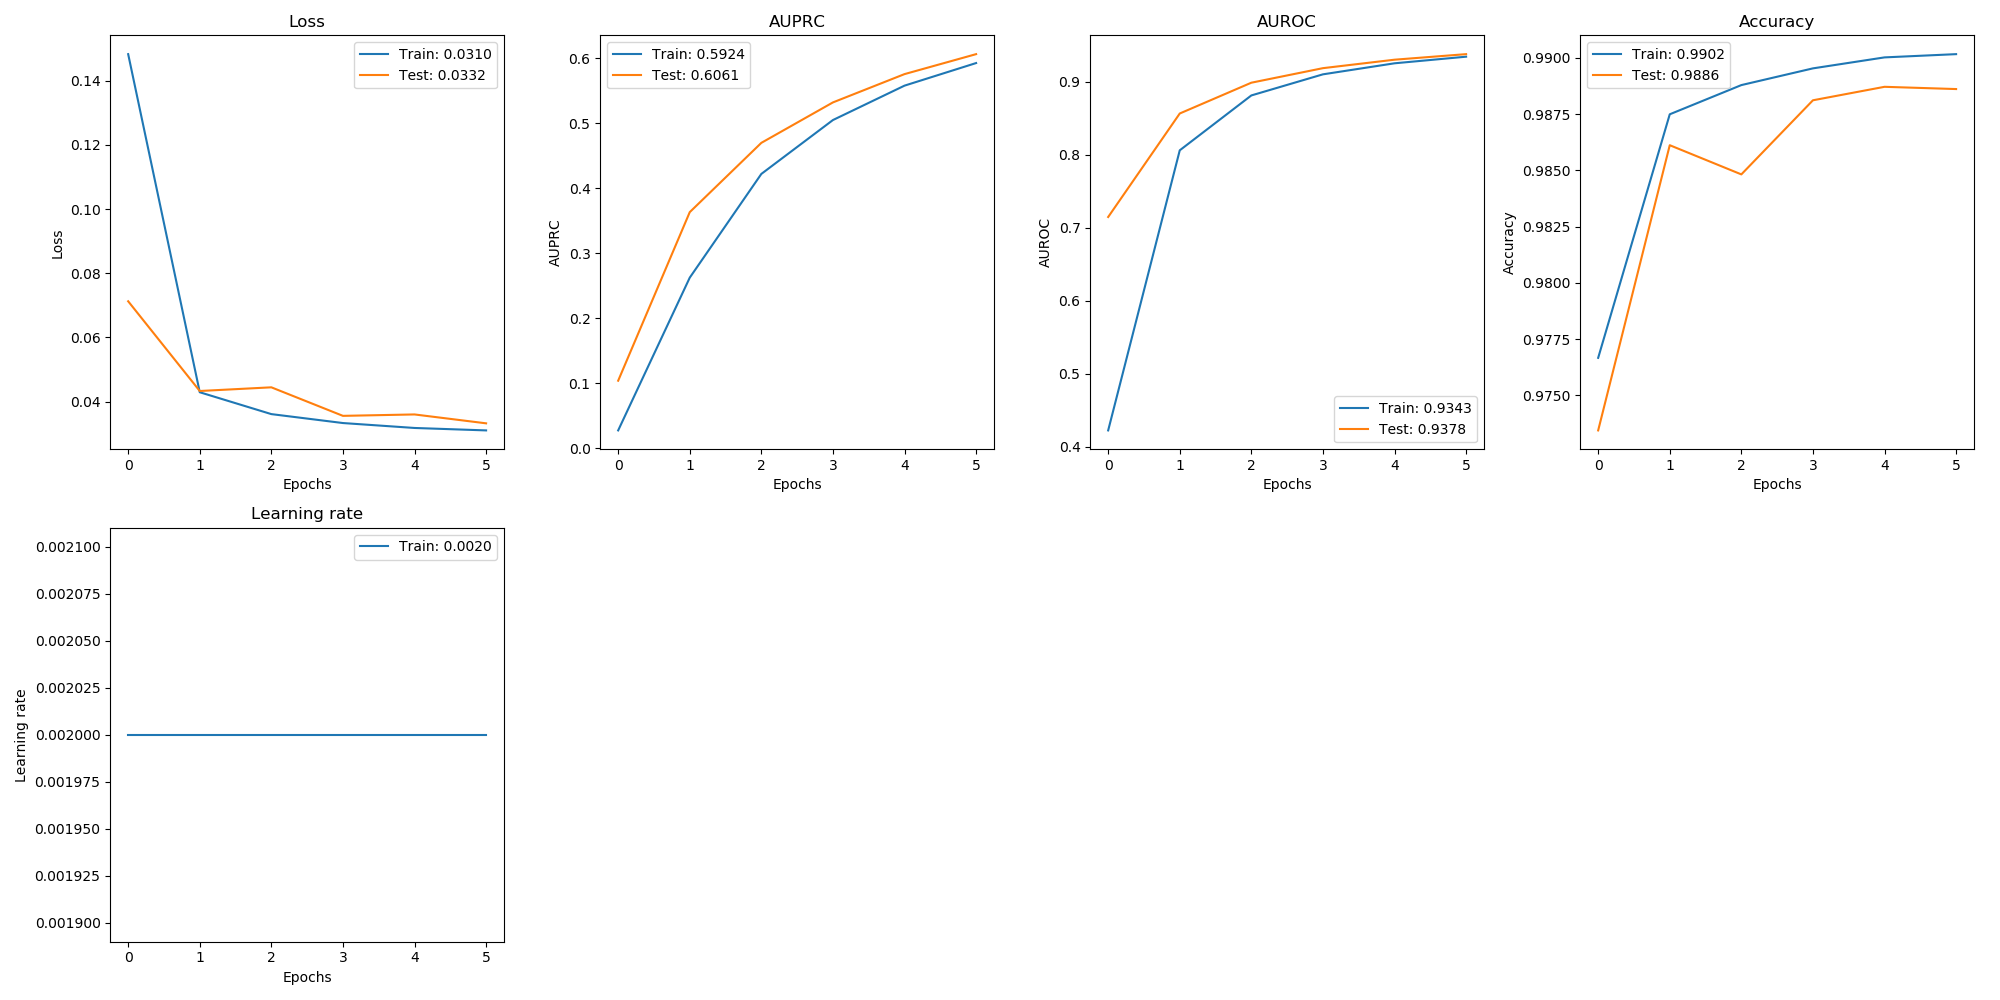 Loss
Train: 0.0310
Test: 0.0332
0.14
0.12
0.10
0.08
0.06
0.04
Loss
0 1 2 3 4 5
Epochs
AUPRC
Train: 0.5924
Test: 0.6061
0.6
0.5
0.4
0.3
0.2
0.1
0.0
AUPRC
0 1 2 3 4 5
Epochs
AUROC
0.9
0.8
0.7
0.6
0.5
0.4
AUROC
Train: 0.9343
Test: 0.9378
0 1 2 3 4 5
Epochs
Accuracy
Train: 0.9902
Test: 0.9886
0.9900
0.9875
0.9850
0.9825
0.9800
0.9775
0.9750
Accuracy
0 1 2 3 4 5
Epochs
Learning rate
Train: 0.0020
0.002100
0.002075
0.002050
0.002025
0.002000
0.001975
0.001950
0.001925
0.001900
Learning rate
0 1 2 3 4 5
Epochs